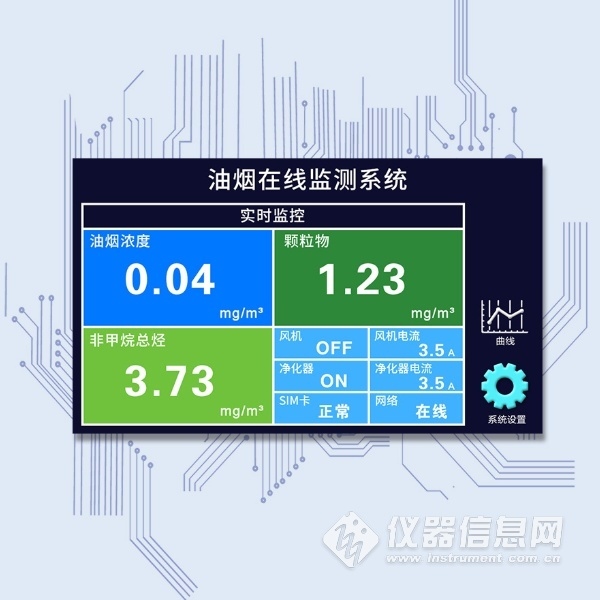 油烟在线监测系统
实时监控
油烟浓度
0.04
mg/m³
颗粒物
1.23
mg/m³
非甲烷总烃
3.73
mg/m³
风机
OFF
风机电流
3.5 A
净化器
ON
净化器电流
3.5 A
SIM卡
正常
网络
在线
曲线
系统设置
仪器信息网
www.instrument.com.cn